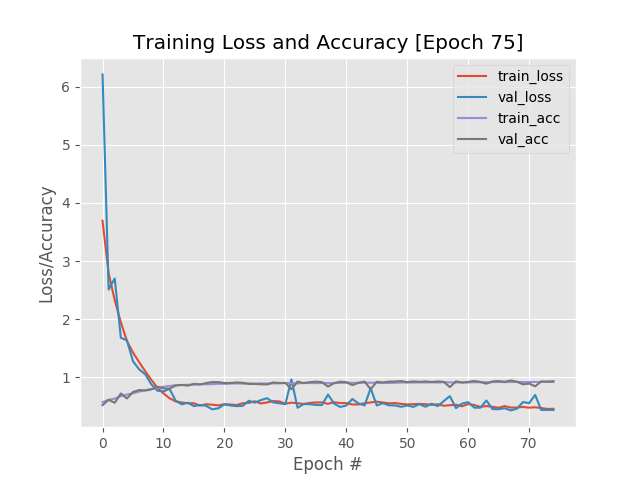 Training Loss and Accuracy [Epoch 75]
train_loss
val_loss
train_acc
val_acc
Loss/Accuracy
6
5
4
3
2
1
0 10 20 30 40 50 60 70
Epoch #